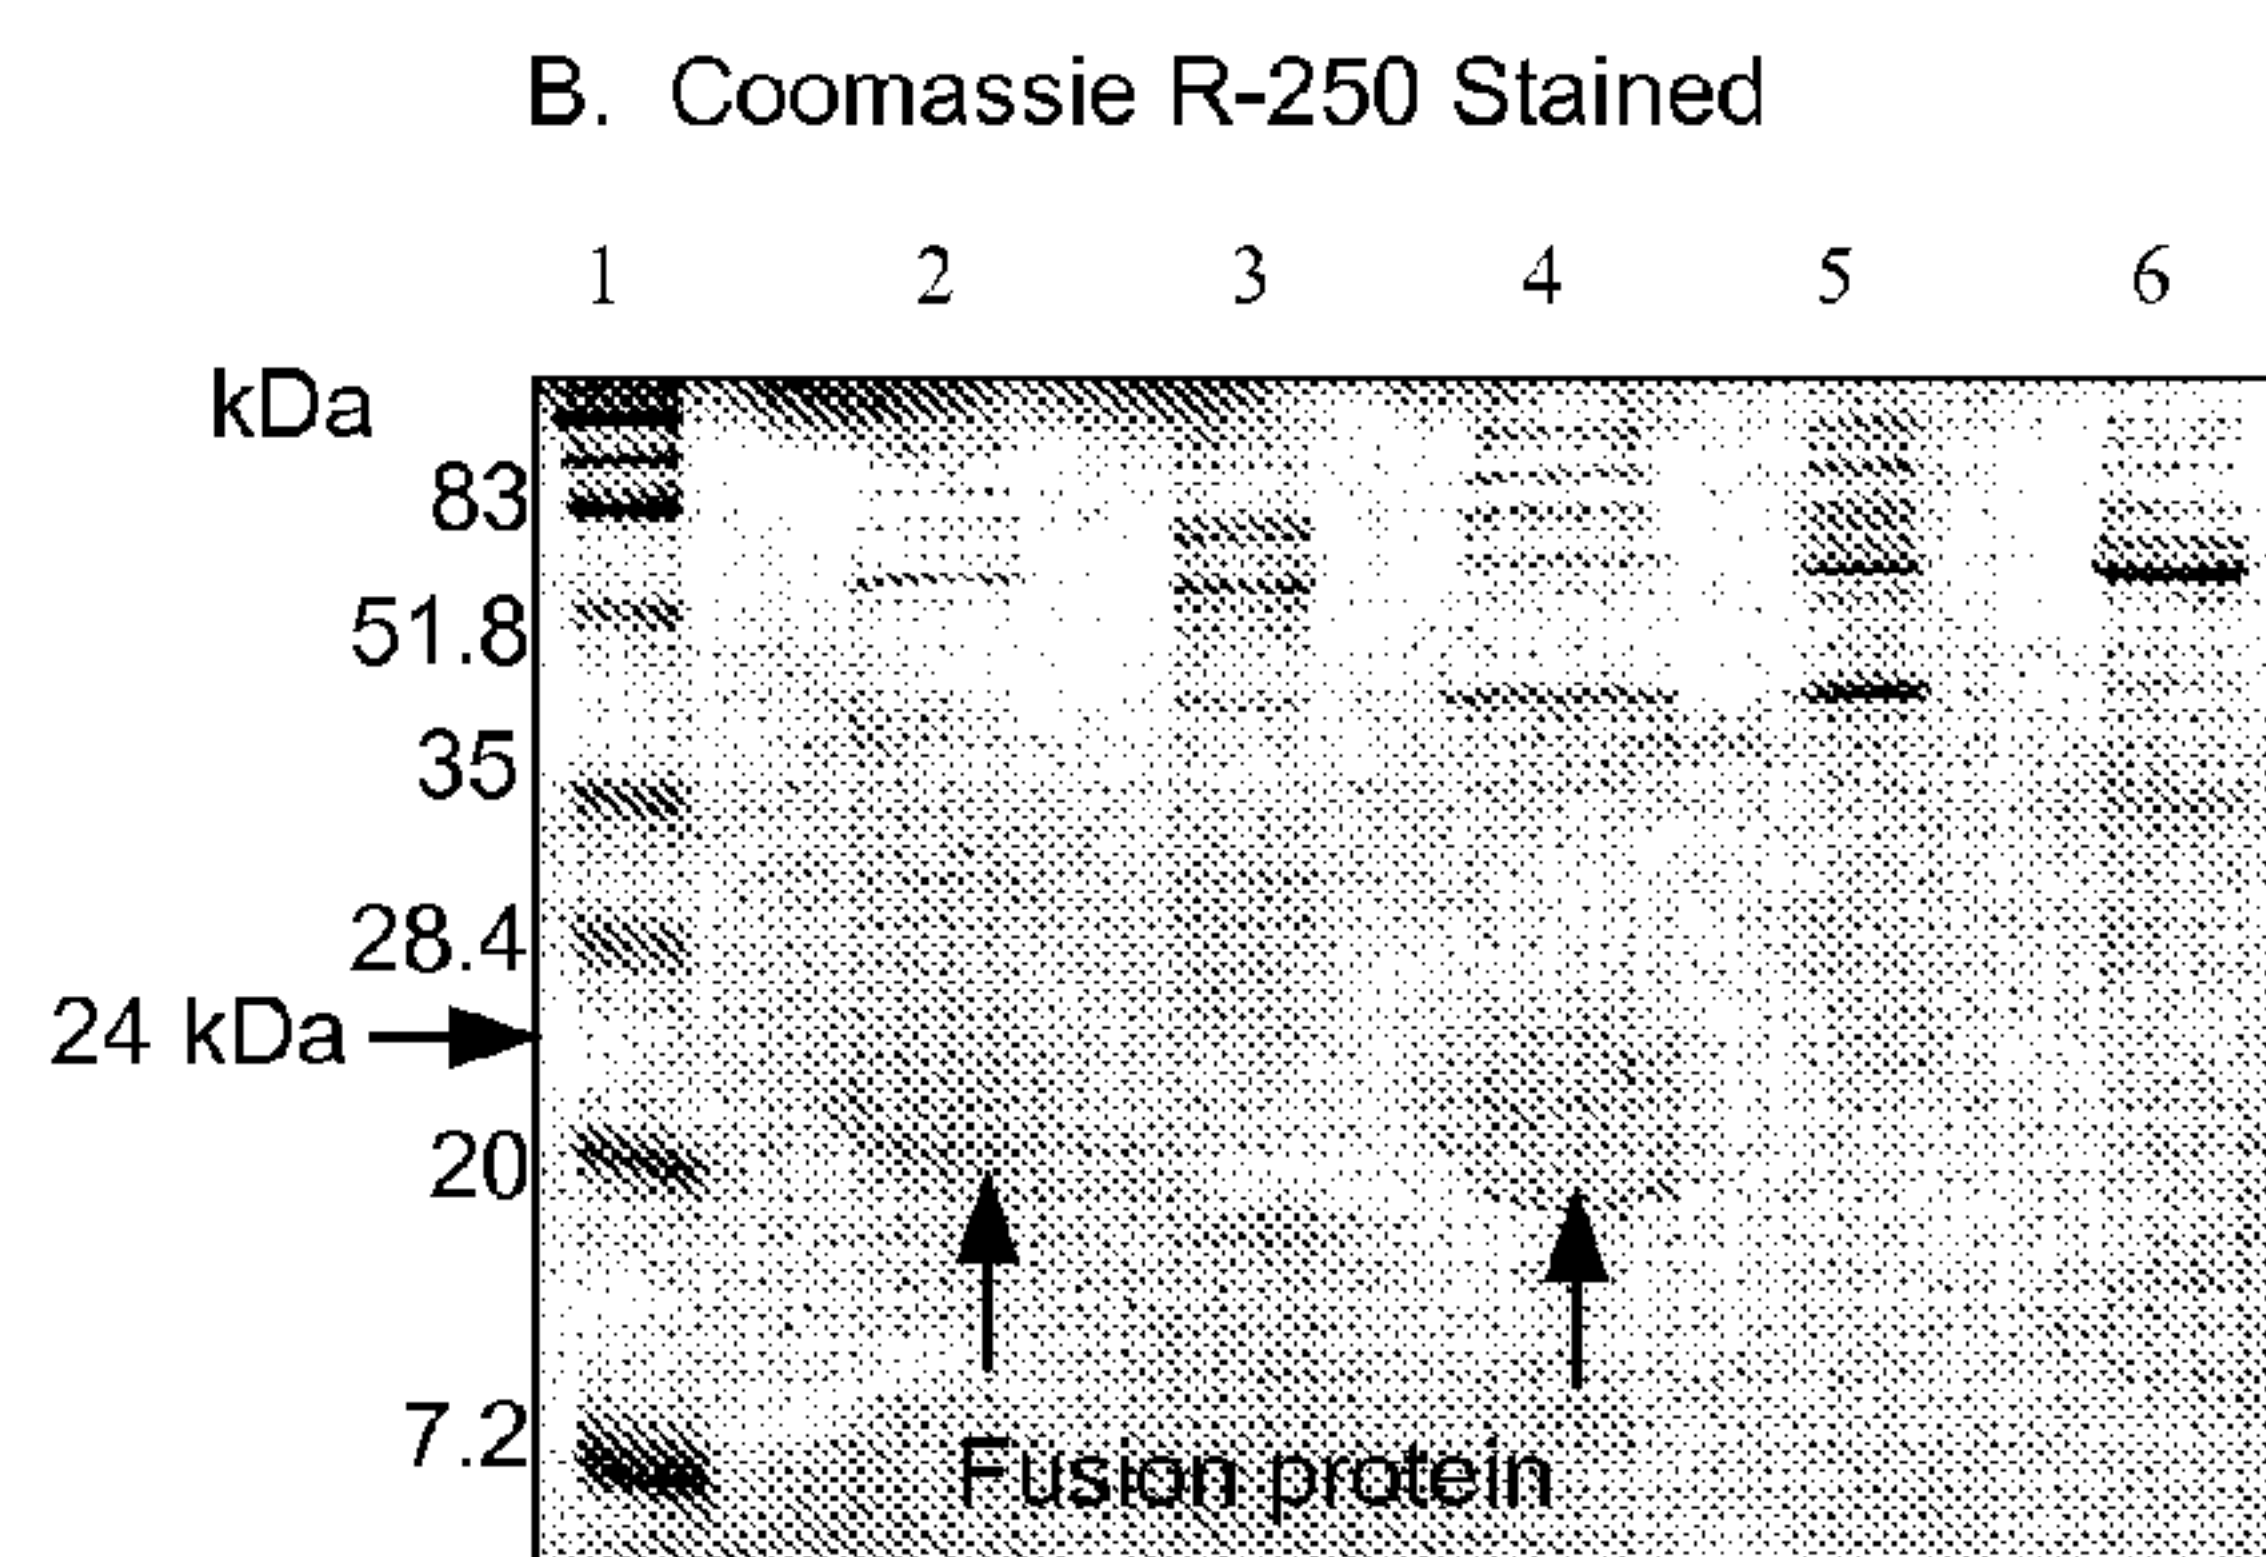 B. Coomassie R-250 Stained
1 2 3 4 5 6
kDa
83
51.8
35
28.4
24 kDa
20
7.2
Fusion protein